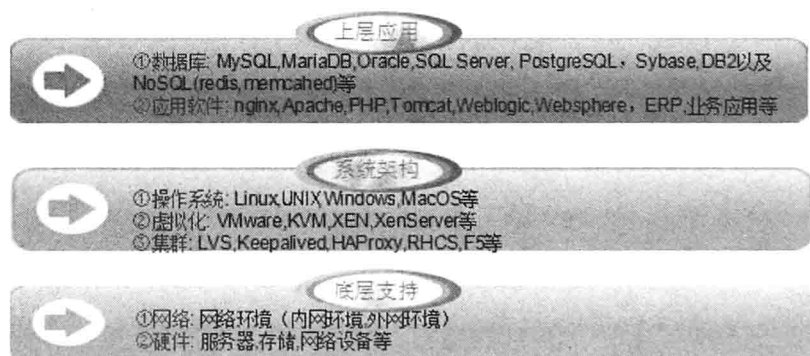 上层应用
①数据库: MySQL,MariaDB,Oracle,SQL Server, PostgreSQL，Sybase,DB2以及
NoSQL(redis,memcahed)等
②应用软件: nginx,Apache,PHP,Tomcat,Weblogic,Websphere，ERP,业务应用等
系统架构
①操作系统: Linux,UNIX,Windows,MacOS等
②虚拟化: VMware,KVM,XEN,XenServer等
③集群: LVS,Keepalived,HAProxy,RHCS,F5等
底层支持
①网络: 网络环境（内网环境,外网环境）
②硬件: 服务器,存储,网络设备等